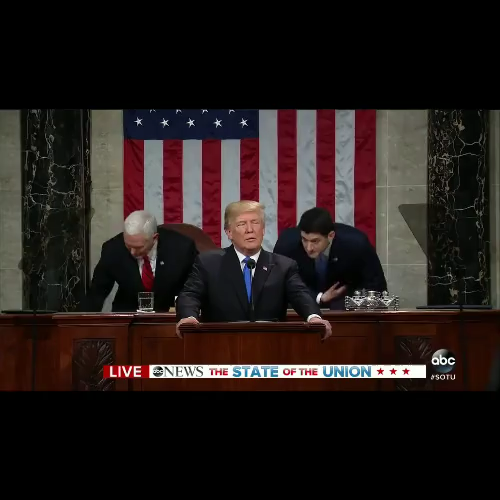 LIVE abc NEWS THE STATE OF THE UNION
abc
#SOTU